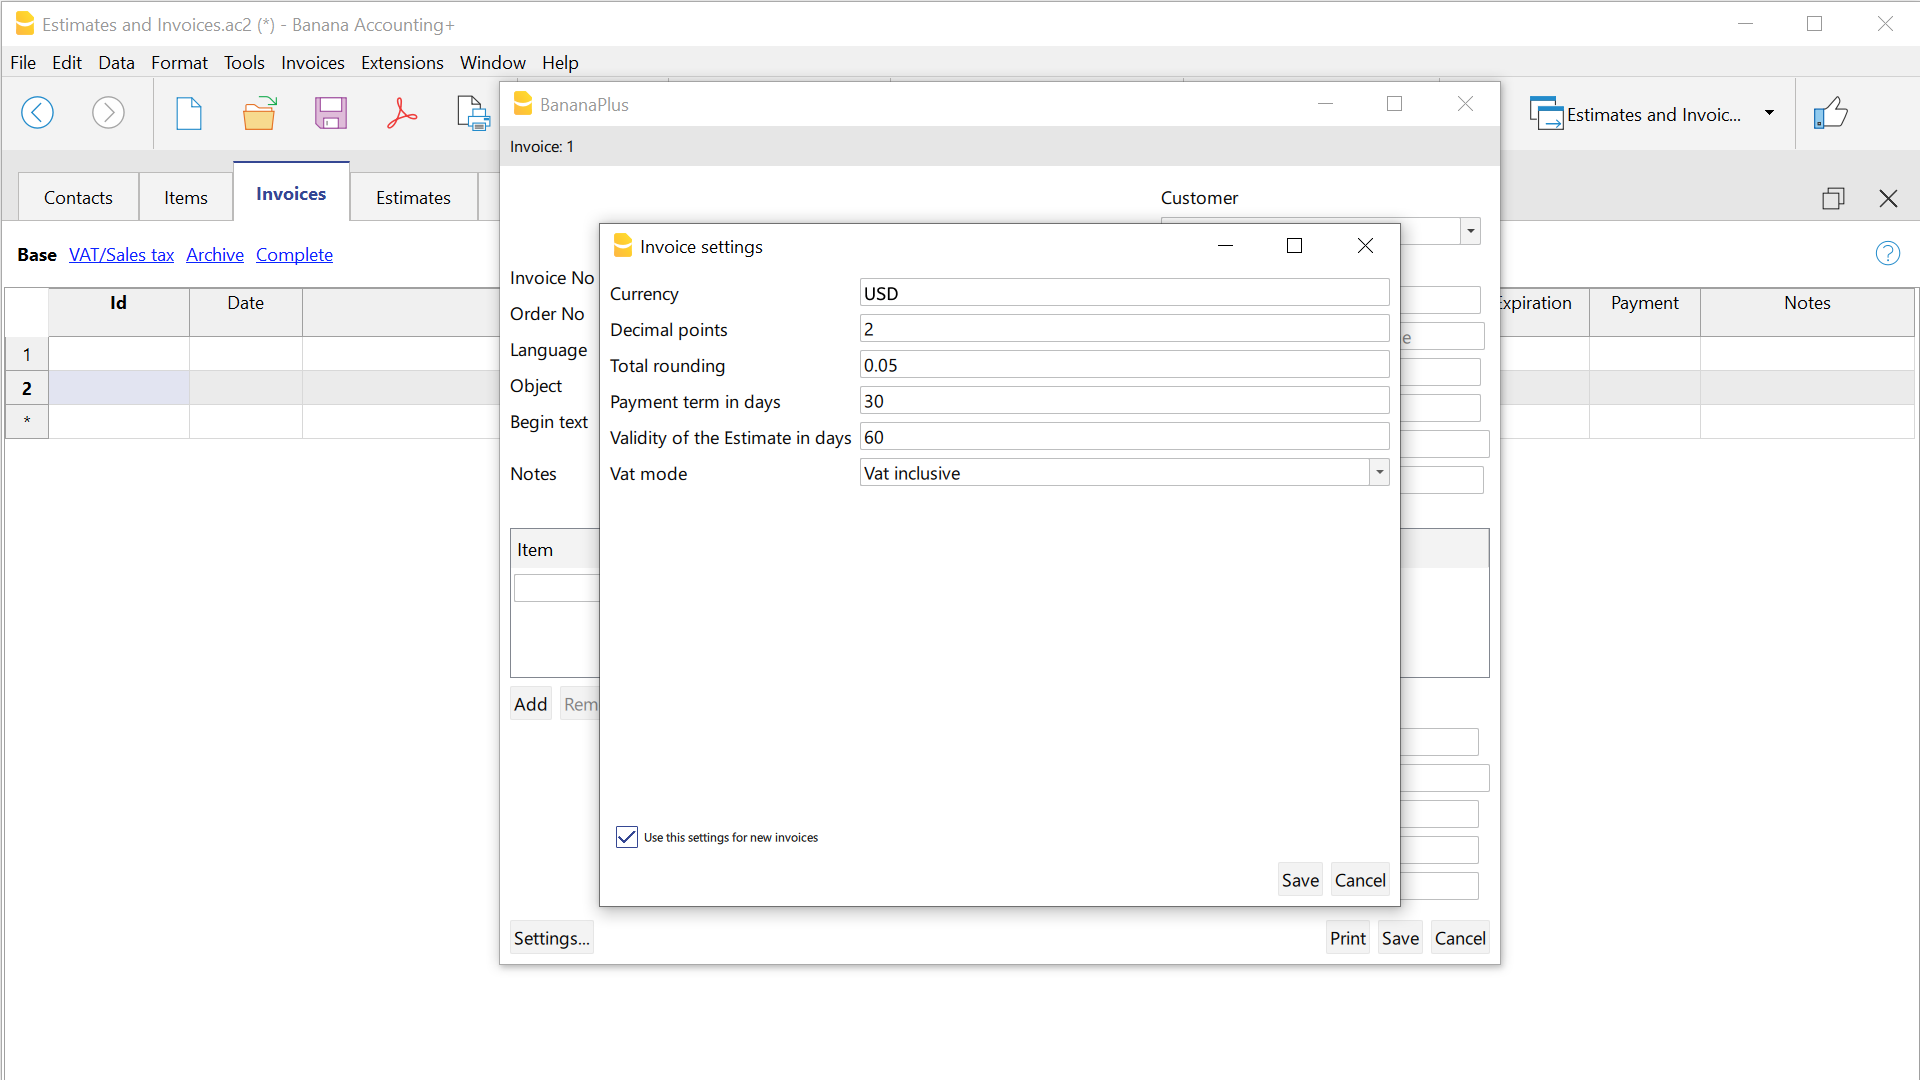 Estimates and Invoices.ac2 (*) - Banana Accounting+
File Edit Data Format Tools Invoices Extensions Window Help
Estimates and Invoic...
BananaPlus
Invoice: 1
Contacts Items Invoices Estimates
Customer
Base VAT/Sales tax Archive Complete
Id Date Expiration Payment Notes
1
2
*
Invoice No
Order No
Language
Object
Begin text
Notes
Item
Add Rem
Settings...
Print Save Cancel
Invoice settings
Currency USD
Decimal points 2
Total rounding 0.05
Payment term in days 30
Validity of the Estimate in days 60
Vat mode Vat inclusive
Use this settings for new invoices
Save Cancel